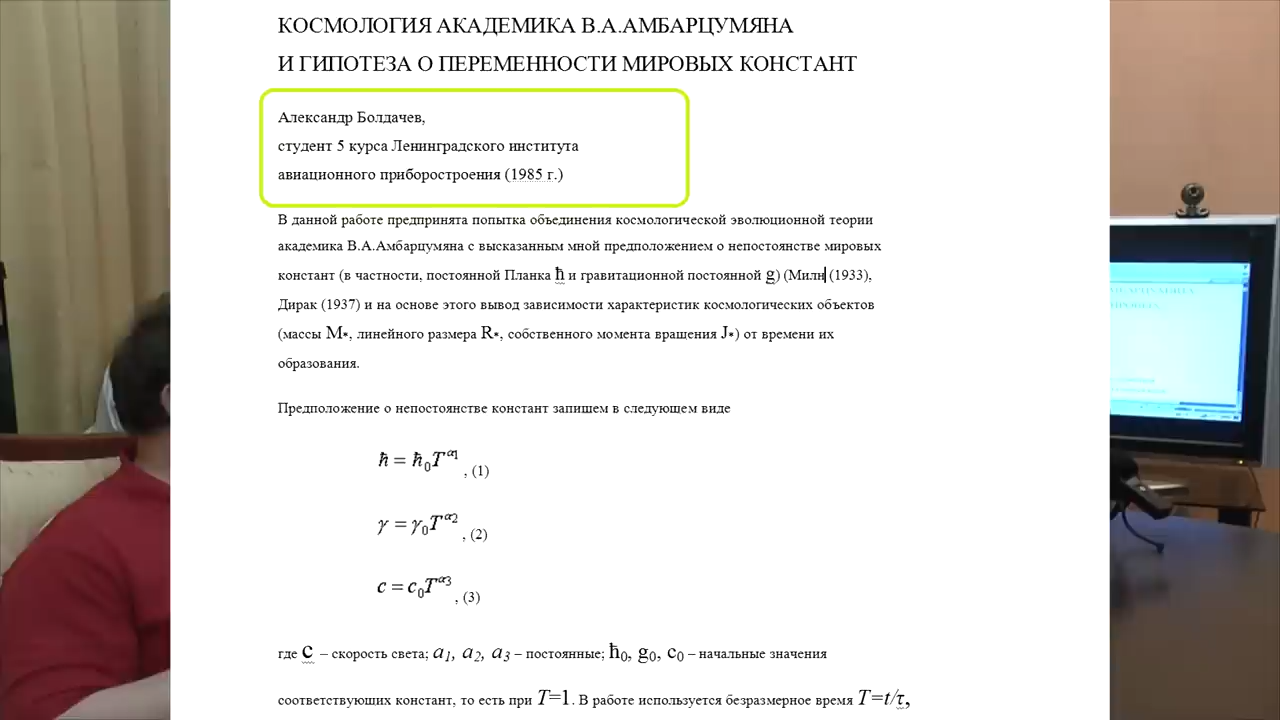 КОСМОЛОГИЯ АКАДЕМИКА В.А.АМБАРЦУМЯНА
И ГИПОТЕЗА О ПЕРЕМЕННОСТИ МИРОВЫХ КОНСТАНТ
Александр Болдачев,
студент 5 курса Ленинградского института
авиационного приборостроения (1985 г.)
В данной работе предпринята попытка объединения космологической эволюционной теории
академика В.А.Амбарцумяна с высказанным мной предположением о непостоянстве мировых
констант (в частности, постоянной Планка ħ и гравитационной постоянной g) (Милн (1933),
Дирак (1937) и на основе этого вывод зависимости характеристик космологических объектов
(массы M*, линейного размера R*, собственного момента вращения J*) от времени их
образования.
Предположение о непостоянстве констант запишем в следующем виде
ħ = ħ₀T^α1 , (1)
γ = γ₀T^α2 , (2)
c = c₀T^α3 , (3)
где c – скорость света; a₁, a₂, a₃ – постоянные; ħ₀, g₀, c₀ – начальные значения
соответствующих констант, то есть при T=1. В работе используется безразмерное время T=t/τ,